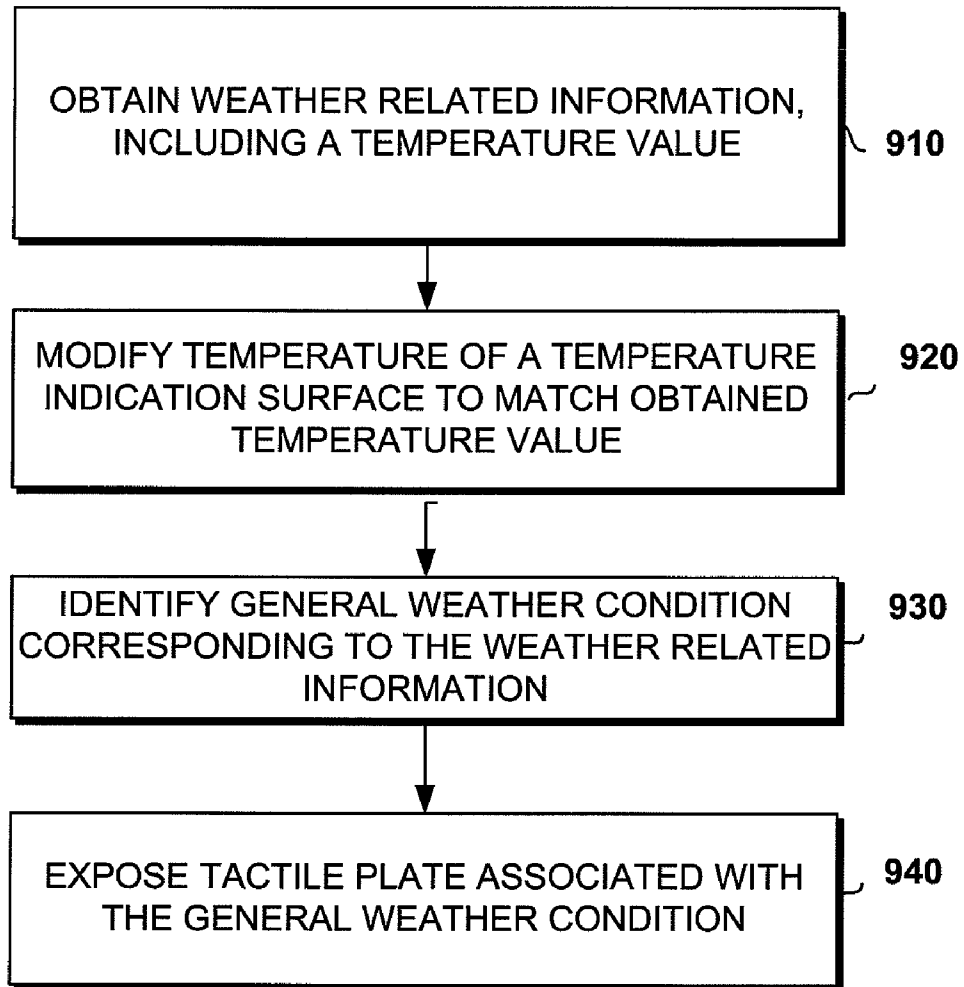 OBTAIN WEATHER RELATED INFORMATION,
INCLUDING A TEMPERATURE VALUE
910
MODIFY TEMPERATURE OF A TEMPERATURE
INDICATION SURFACE TO MATCH OBTAINED
TEMPERATURE VALUE
920
IDENTIFY GENERAL WEATHER CONDITION
CORRESPONDING TO THE WEATHER RELATED
INFORMATION
930
EXPOSE TACTILE PLATE ASSOCIATED WITH
THE GENERAL WEATHER CONDITION
940